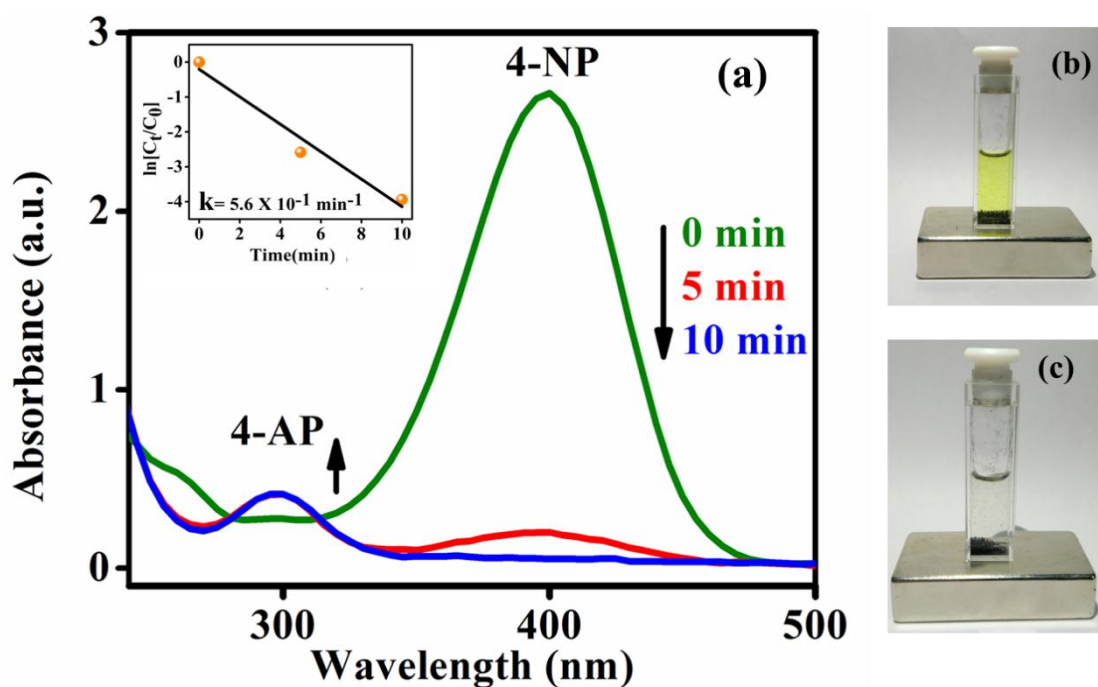 3
2
1
0
Absorbance (a.u.)
300
400
500
Wavelength (nm)
4-NP
(a)
0 min
5 min
10 min
4-AP
0
-1
-2
-3
-4
ln[Cₜ/C₀]
k= 5.6 X 10⁻¹ min⁻¹
0 2 4 6 8 10
Time(min)
(b)
(c)